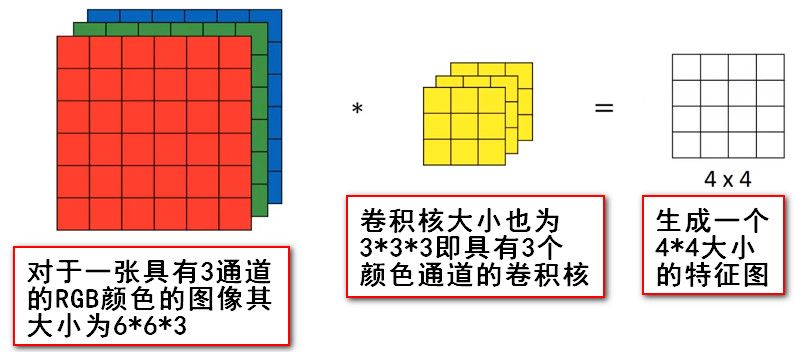 *
=
4 x 4
对于一张具有3通道
的RGB颜色的图像其
大小为6*6*3
卷积核大小也为
3*3*3即具有3个
颜色通道的卷积核
生成一个
4*4大小
的特征图